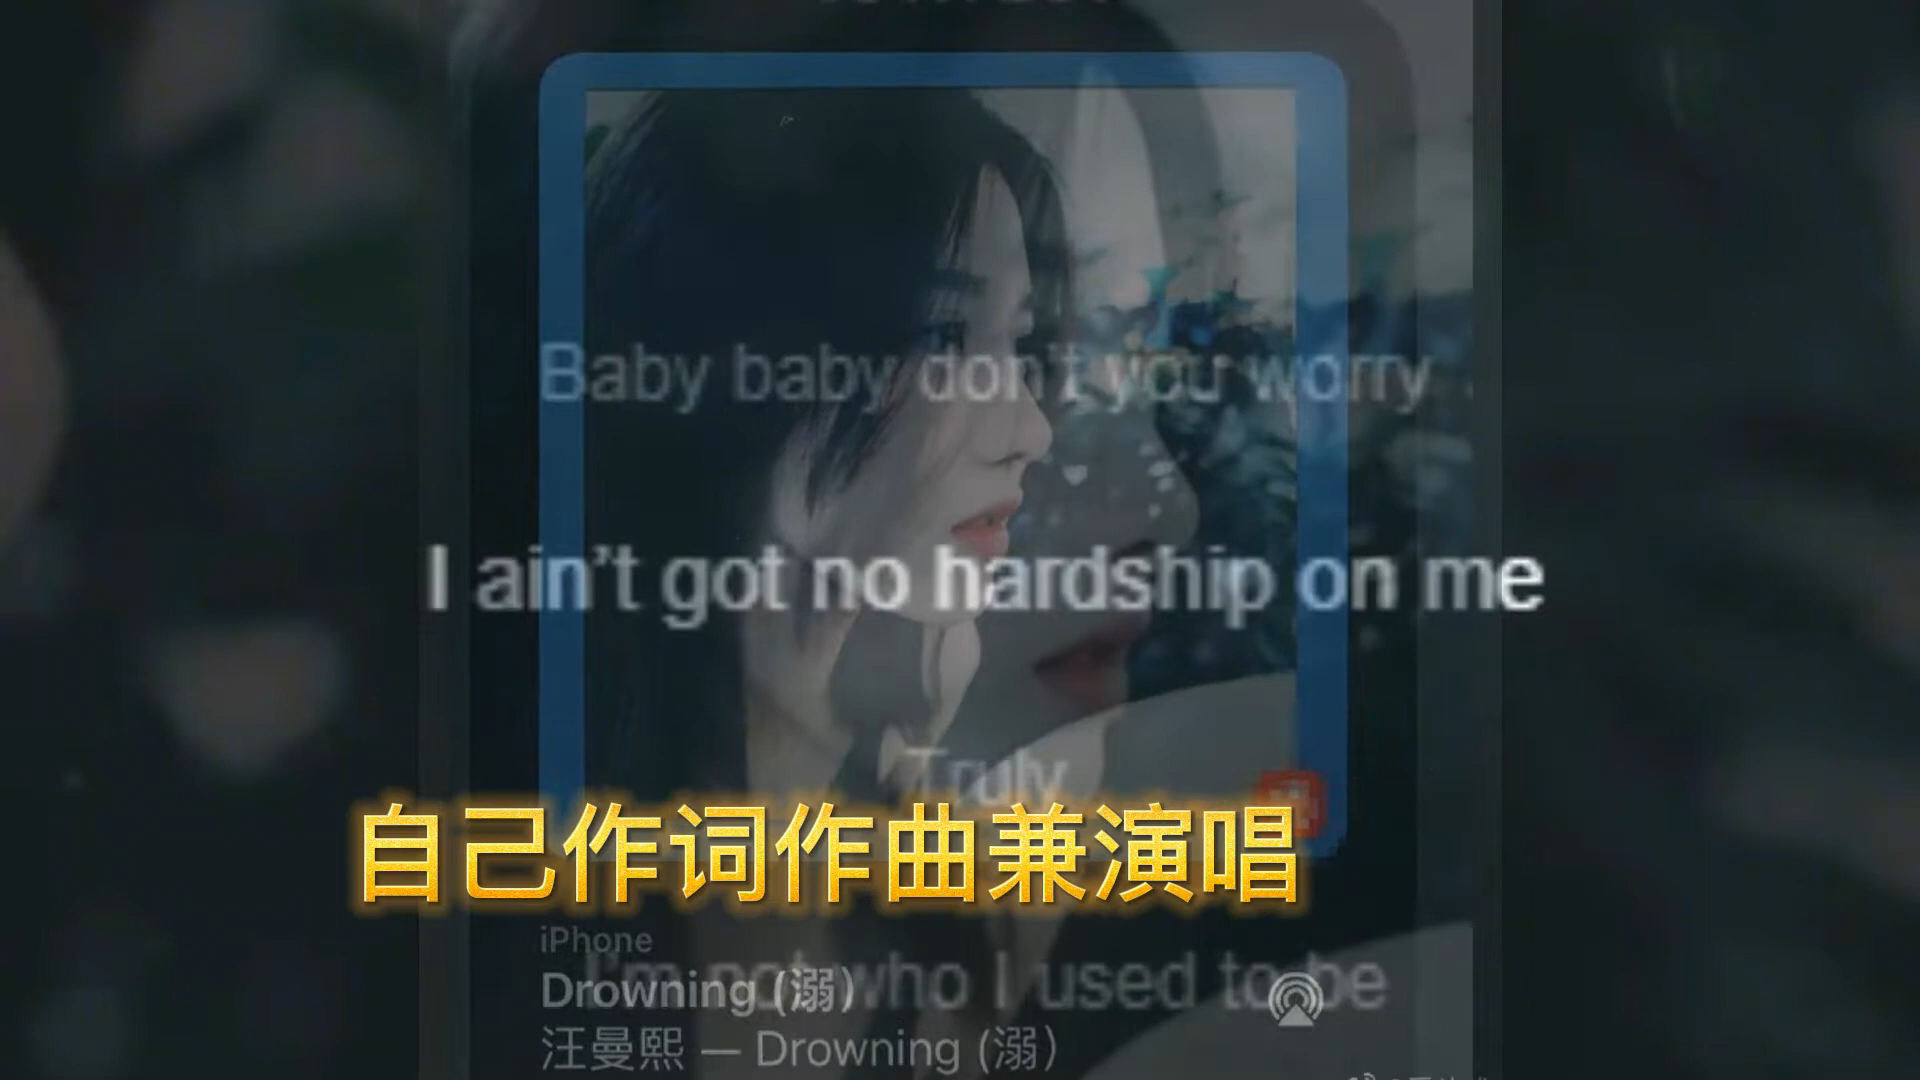 Baby baby don't you worry
I ain't got no hardship on me
Truly
自己作词作曲兼演唱
iPhone
I'm not who I used to be
Drowning (溺)
汪曼熙 — Drowning (溺)